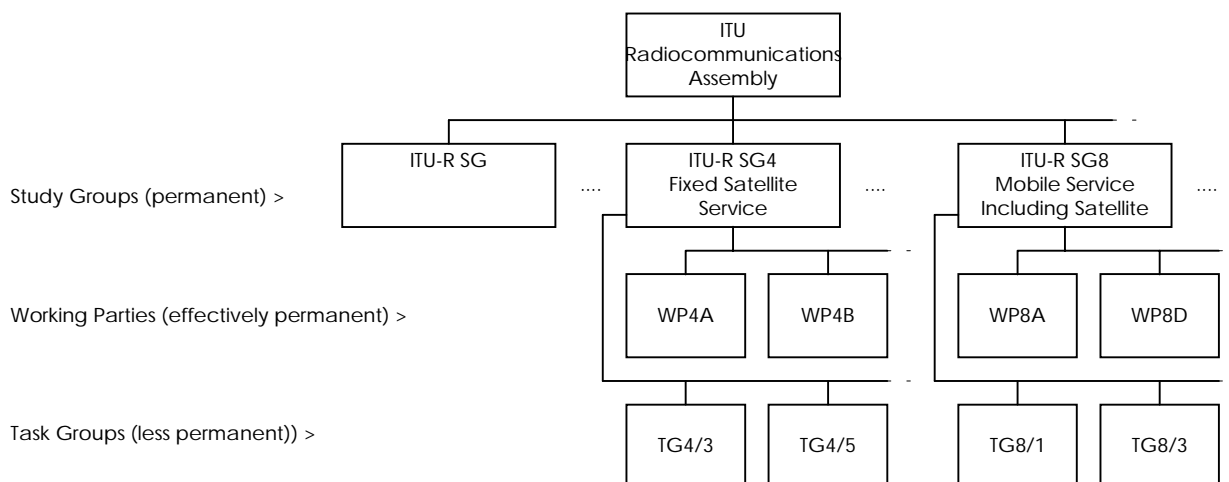 ITU
Radiocommunications
Assembly
ITU-R SG
ITU-R SG4
Fixed Satellite
Service
ITU-R SG8
Mobile Service
Including Satellite
....
....
....
Study Groups (permanent) >
Working Parties (effectively permanent) >
WP4A
WP4B
WP8A
WP8D
Task Groups (less permanent)) >
TG4/3
TG4/5
TG8/1
TG8/3